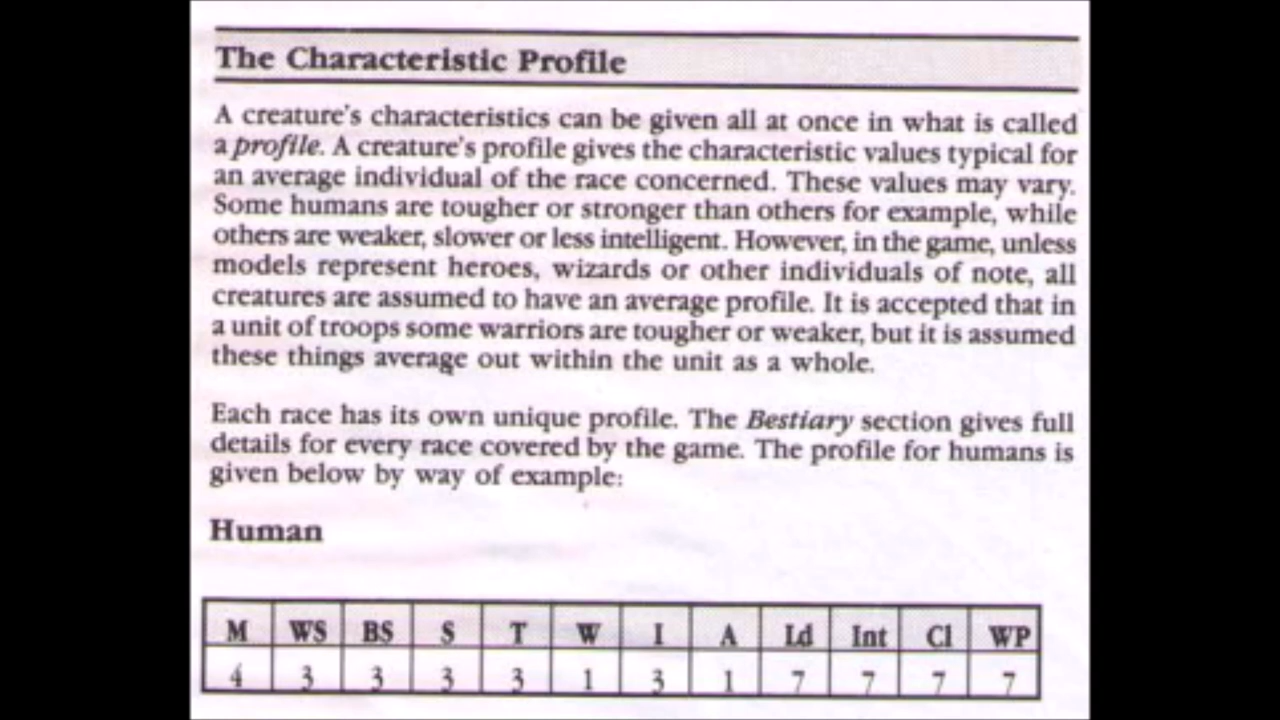 The Characteristic Profile
A creature's characteristics can be given all at once in what is called
a profile. A creature's profile gives the characteristic values typical for
an average individual of the race concerned. These values may vary.
Some humans are tougher or stronger than others for example, while
others are weaker, slower or less intelligent. However, in the game, unless
models represent heroes, wizards or other individuals of note, all
creatures are assumed to have an average profile. It is accepted that in
a unit of troops some warriors are tougher or weaker, but it is assumed
these things average out within the unit as a whole.
Each race has its own unique profile. The Bestiary section gives full
details for every race covered by the game. The profile for humans is
given below by way of example:
Human
M WS BS S T W I A Ld Int Cl WP
4 3 3 3 3 1 3 1 7 7 7 7